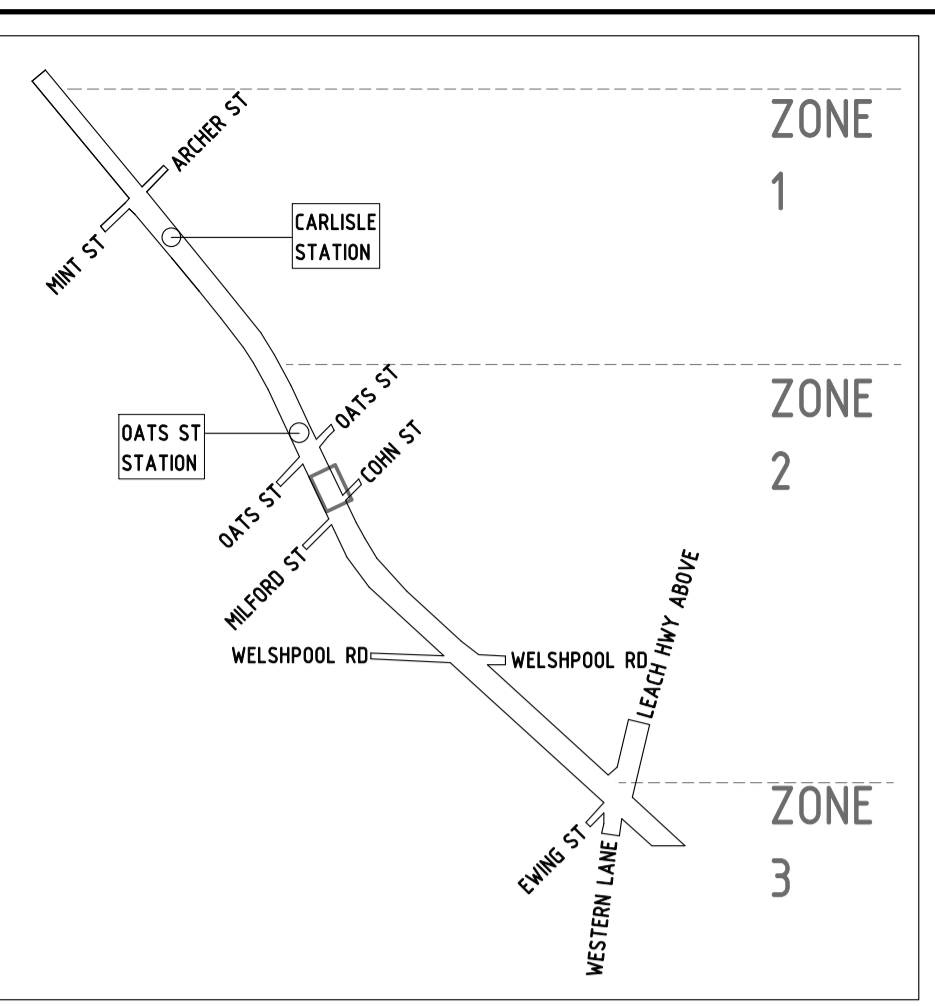 ZONE
1
ARCHER ST
MINT ST
CARLISLE
STATION
ZONE
2
OATS ST
OATS ST
STATION
COHN ST
OATS ST
MILFORD ST
WELSHPOOL RD
WELSHPOOL RD
LEACH HWY ABOVE
ZONE
3
EWING ST
WESTERN LANE